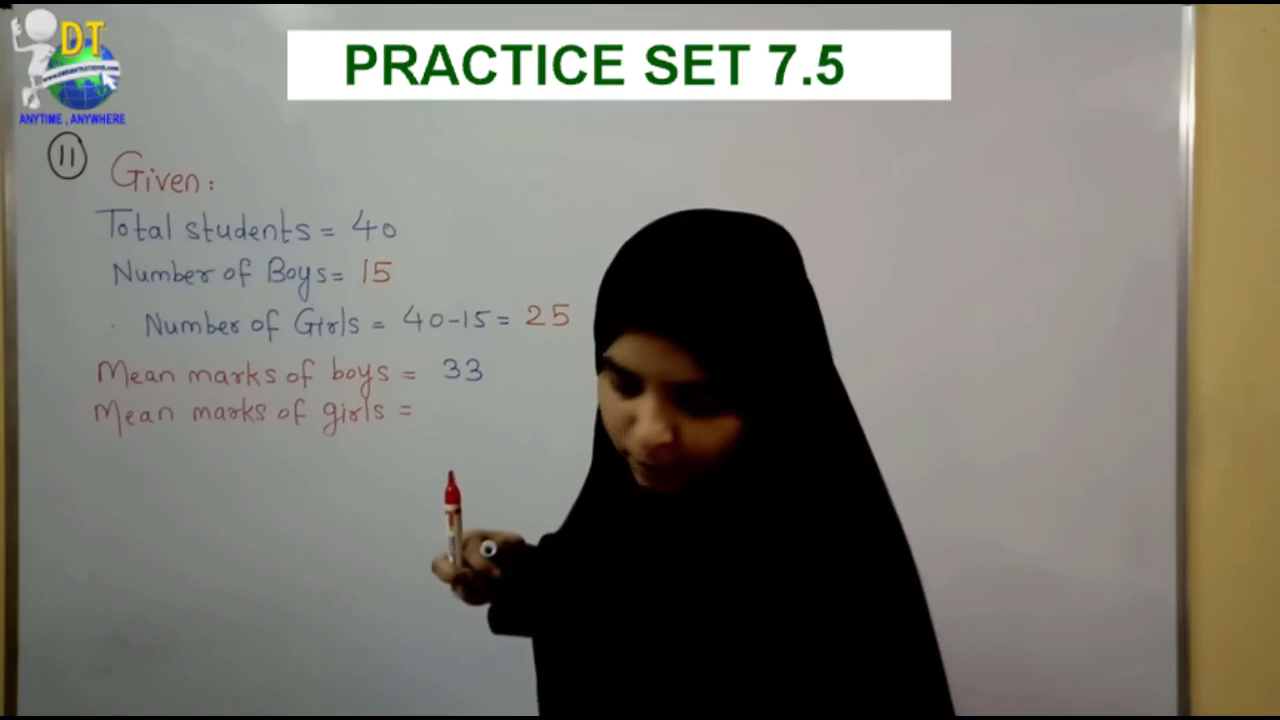 DT
ANYTIME , ANYWHERE
PRACTICE SET 7.5
11 Given:
Total students = 40
Number of Boys = 15
∴ Number of Girls = 40-15 = 25
Mean marks of boys = 33
Mean marks of girls =